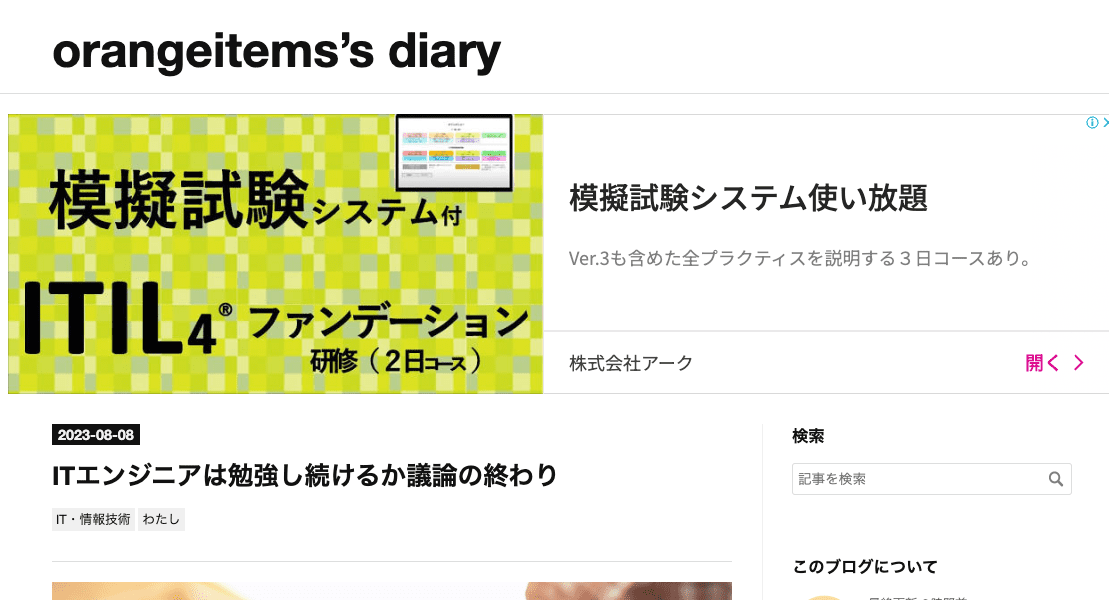 orangeitems’s diary
模擬試験システム付
ITIL4® ファンデーション
研修（2日コース）
模擬試験システム使い放題
Ver.3も含めた全プラクティスを説明する３日コースあり。
株式会社アーク
開く
2023-08-08
ITエンジニアは勉強し続けるか議論の終わり
IT・情報技術 わたし
検索
記事を検索
このブログについて